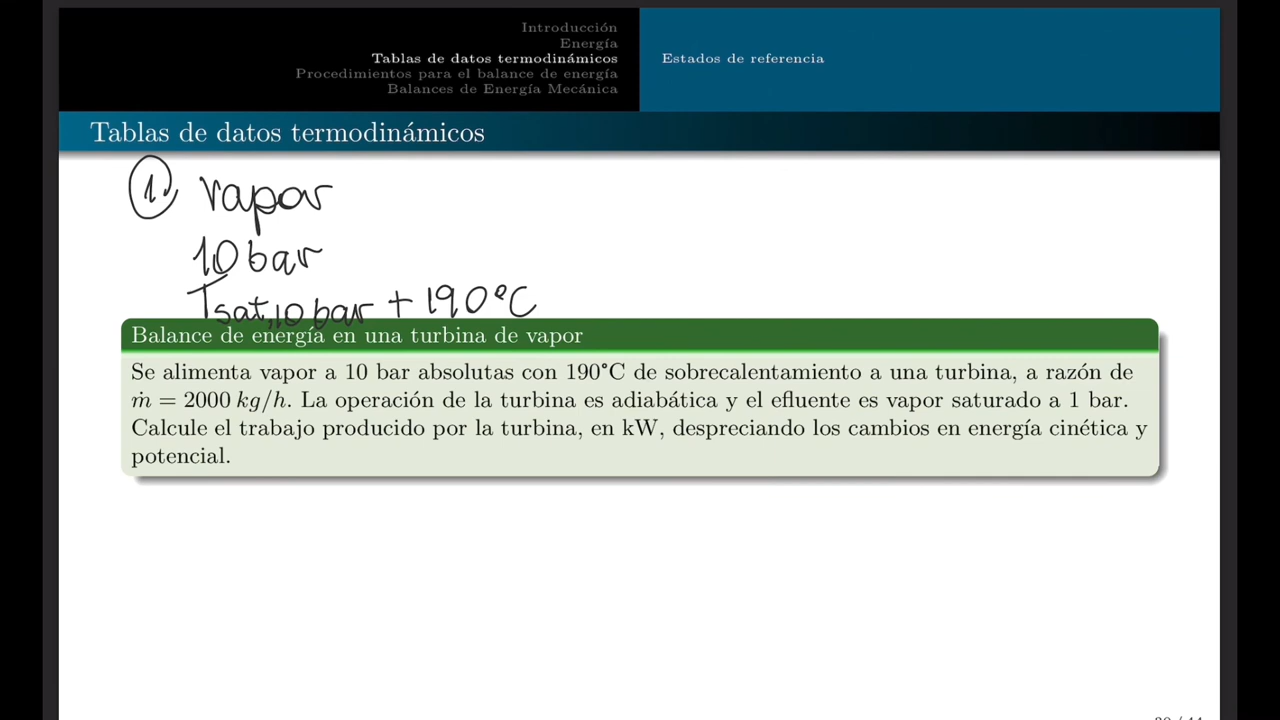 Introducción
Energía
Tablas de datos termodinámicos
Procedimientos para el balance de energía
Balances de Energía Mecánica
Estados de referencia
Tablas de datos termodinámicos
1. vapor
10 bar
Tsat,10 bar + 190°C
Balance de energía en una turbina de vapor
Se alimenta vapor a 10 bar absolutas con 190°C de sobrecalentamiento a una turbina, a razón de
ṁ = 2000 kg/h. La operación de la turbina es adiabática y el efluente es vapor saturado a 1 bar.
Calcule el trabajo producido por la turbina, en kW, despreciando los cambios en energía cinética y
potencial.